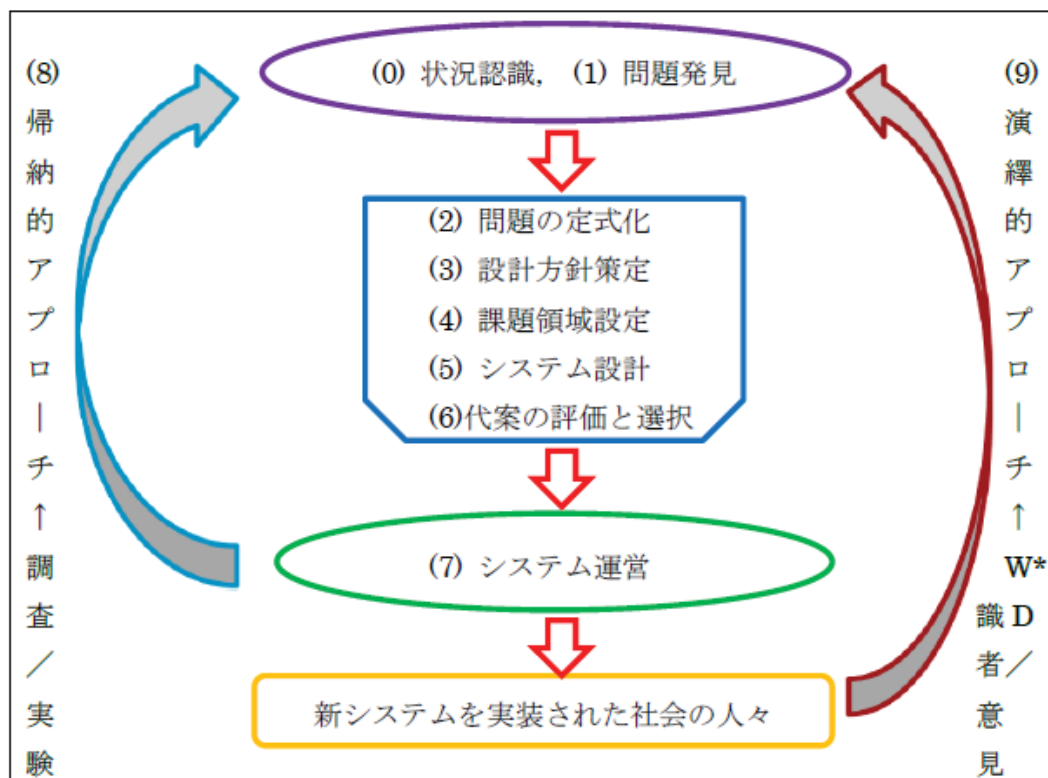 (0) 状況認識， (1) 問題発見
(2) 問題の定式化
(3) 設計方針策定
(4) 課題領域設定
(5) システム設計
(6)代案の評価と選択
(7) システム運営
新システムを実装された社会の人々
(8)
帰
納
的
ア
プ
ロ
｜
チ
↑
調
査
／
実
験
(9)
演
繹
的
ア
プ
ロ
｜
チ
↑
W*
識 D
者／
意
見